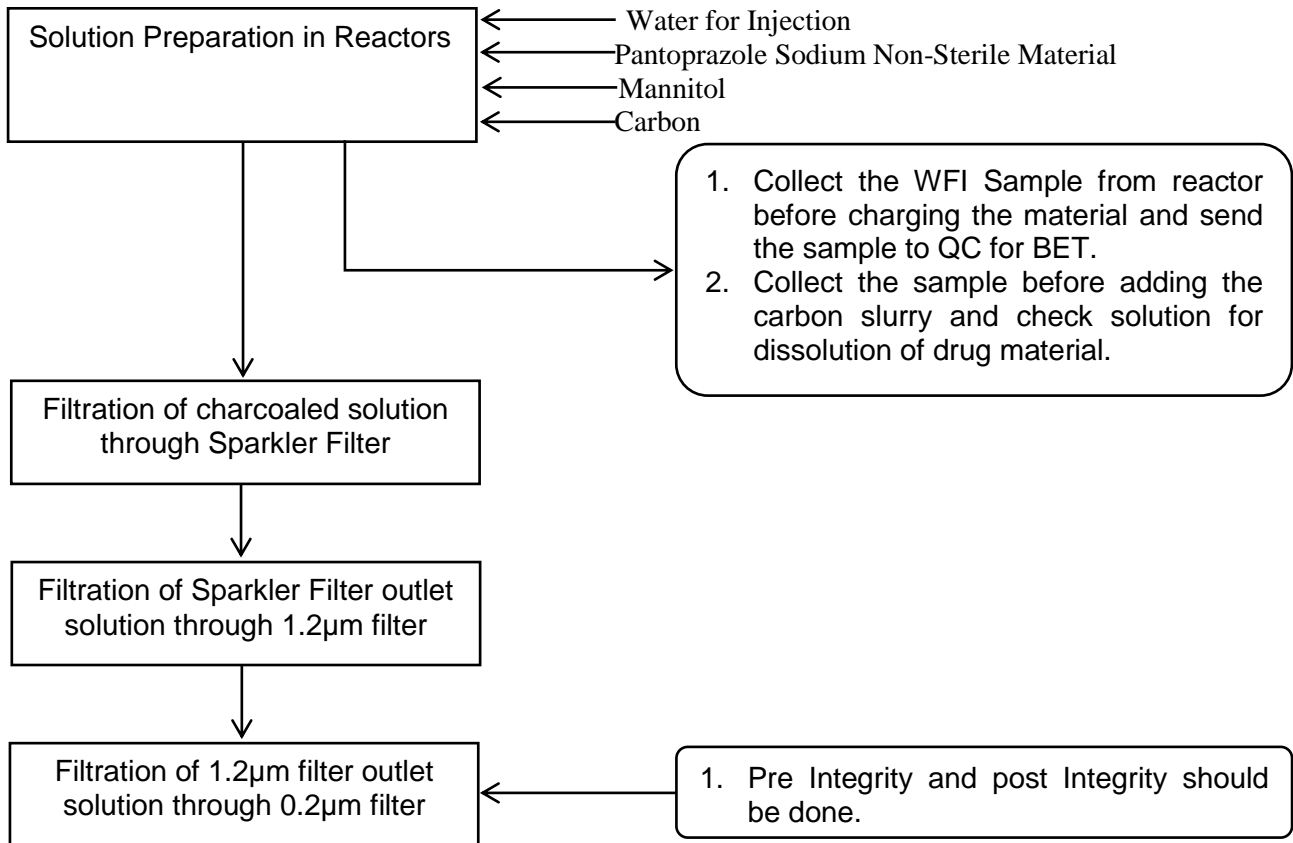 Solution Preparation in Reactors
Water for Injection
Pantoprazole Sodium Non-Sterile Material
Mannitol
Carbon
1. Collect the WFI Sample from reactor
before charging the material and send
the sample to QC for BET.
2. Collect the sample before adding the
carbon slurry and check solution for
dissolution of drug material.
Filtration of charcoaled solution
through Sparkler Filter
Filtration of Sparkler Filter outlet
solution through 1.2µm filter
Filtration of 1.2µm filter outlet
solution through 0.2µm filter
1. Pre Integrity and post Integrity should
be done.